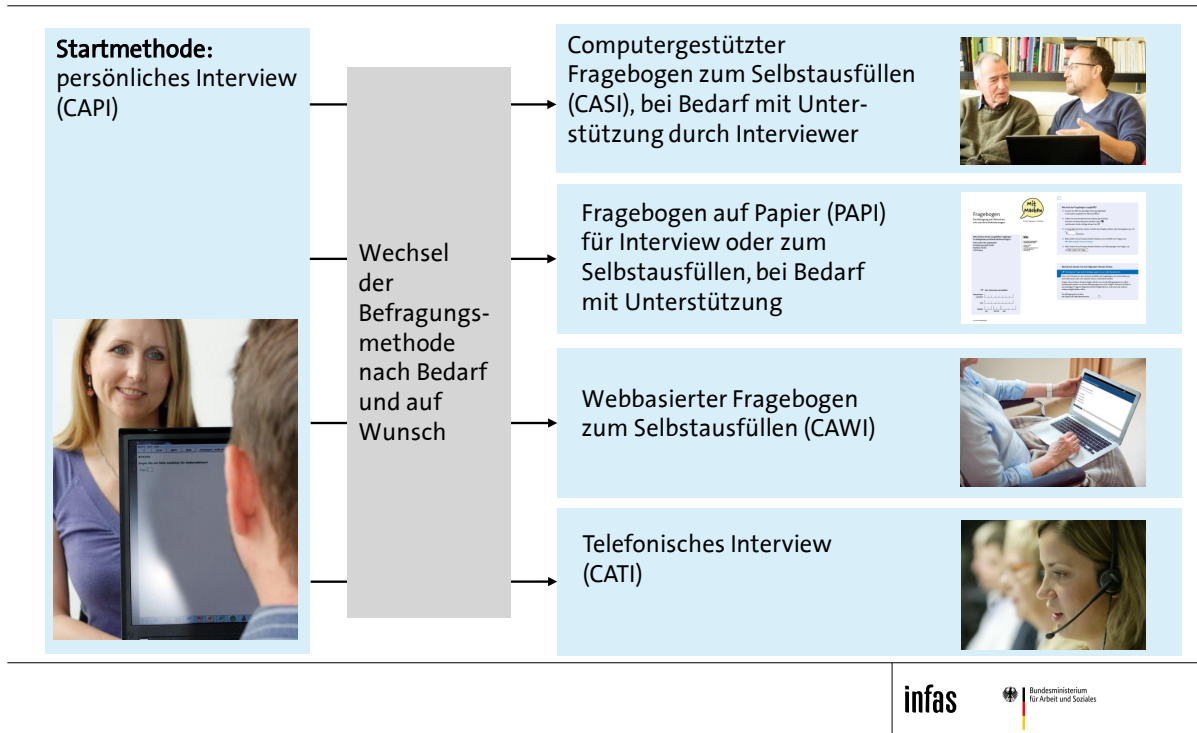 Startmethode:
persönliches Interview
(CAPI)
Wechsel
der
Befragungs-
methode
nach Bedarf
und auf
Wunsch
Computergestützter
Fragebogen zum Selbstausfüllen
(CASI), bei Bedarf mit Unter-
stützung durch Interviewer
Fragebogen auf Papier (PAPI)
für Interview oder zum
Selbstausfüllen, bei Bedarf
mit Unterstützung
Fragebogen
Mit
Machen
Webbasierter Fragebogen
zum Selbstausfüllen (CAWI)
Telefonisches Interview
(CATI)
infas
Bundesministerium
für Arbeit und Soziales